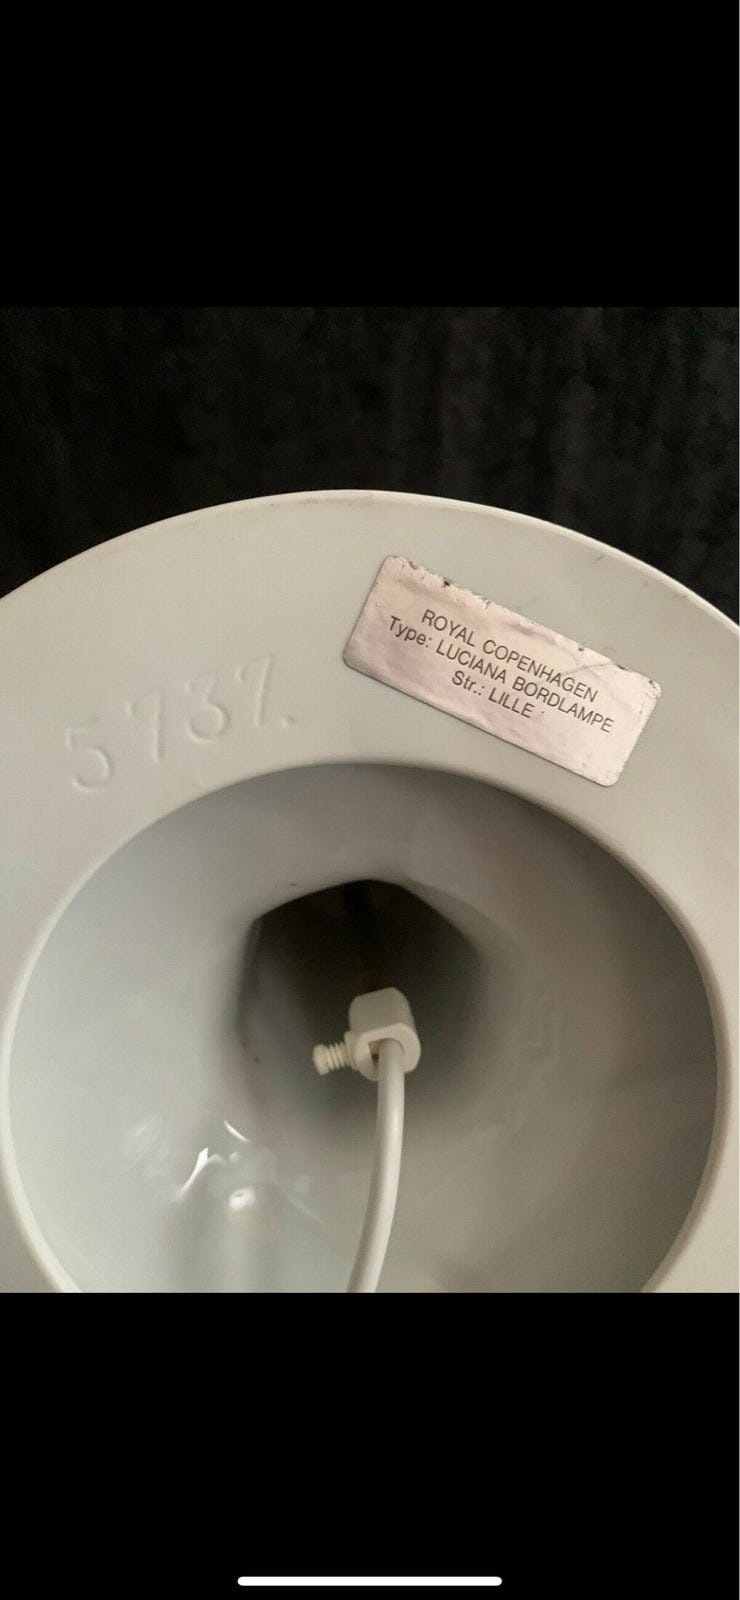 ROYAL COPENHAGEN
Type: LUCIANA BORDLAMPE
Str.: LILLE
5737.